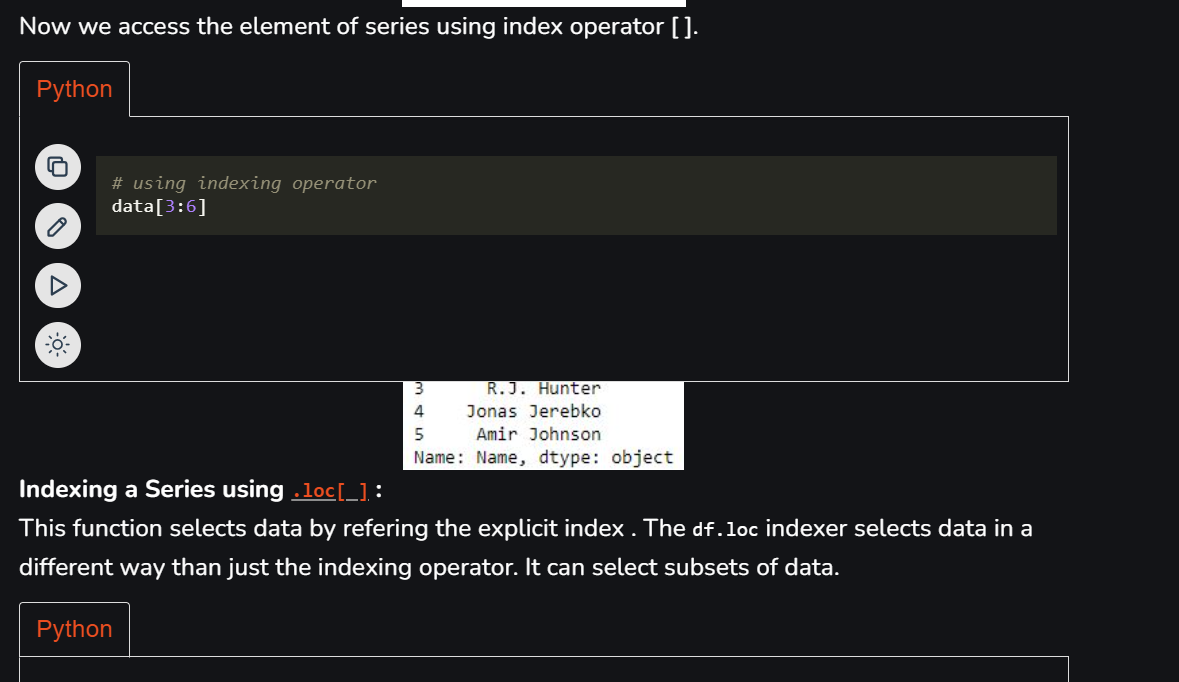 Now we access the element of series using index operator [ ].
Python
# using indexing operator
data[3:6]
3 R.J. Hunter
4 Jonas Jerebko
5 Amir Johnson
Name: Name, dtype: object
Indexing a Series using .loc[ ] :
This function selects data by refering the explicit index . The df.loc indexer selects data in a
different way than just the indexing operator. It can select subsets of data.
Python